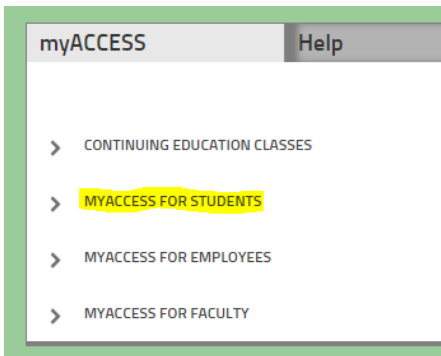 myACCESS Help
CONTINUING EDUCATION CLASSES
MYACCESS FOR STUDENTS
MYACCESS FOR EMPLOYEES
MYACCESS FOR FACULTY